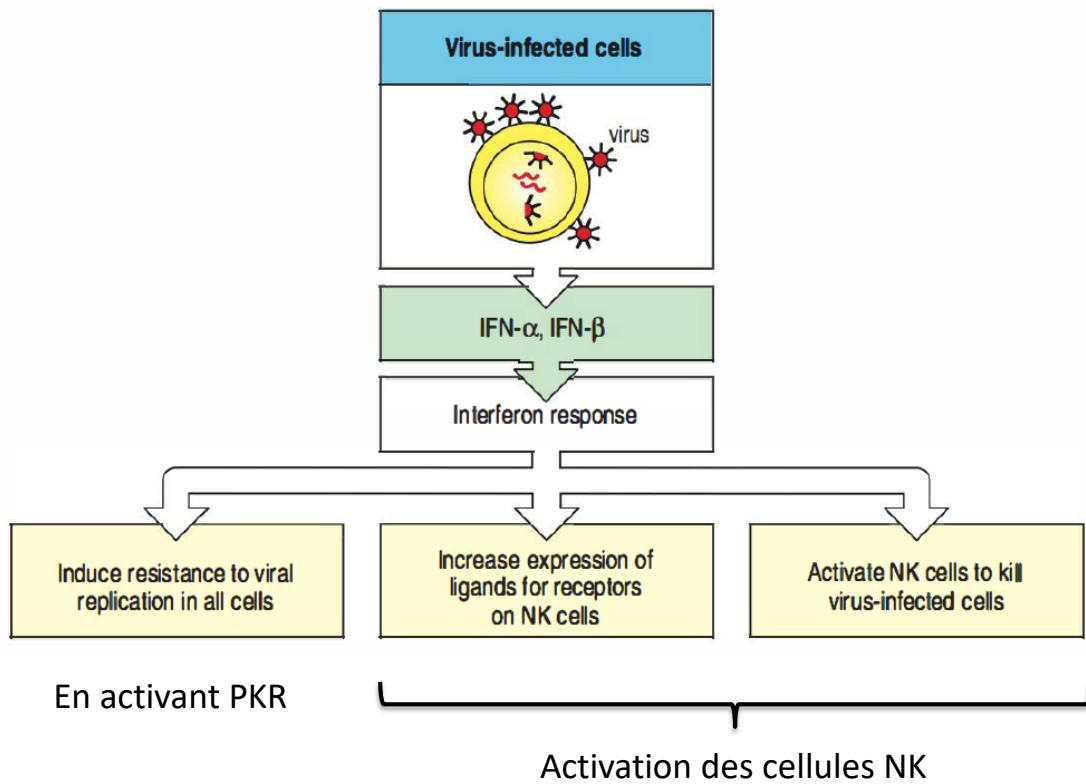 Virus-infected cells
virus
IFN-α, IFN-β
Interferon response
Induce resistance to viral
replication in all cells
Increase expression of
ligands for receptors
on NK cells
Activate NK cells to kill
virus-infected cells
En activant PKR
Activation des cellules NK